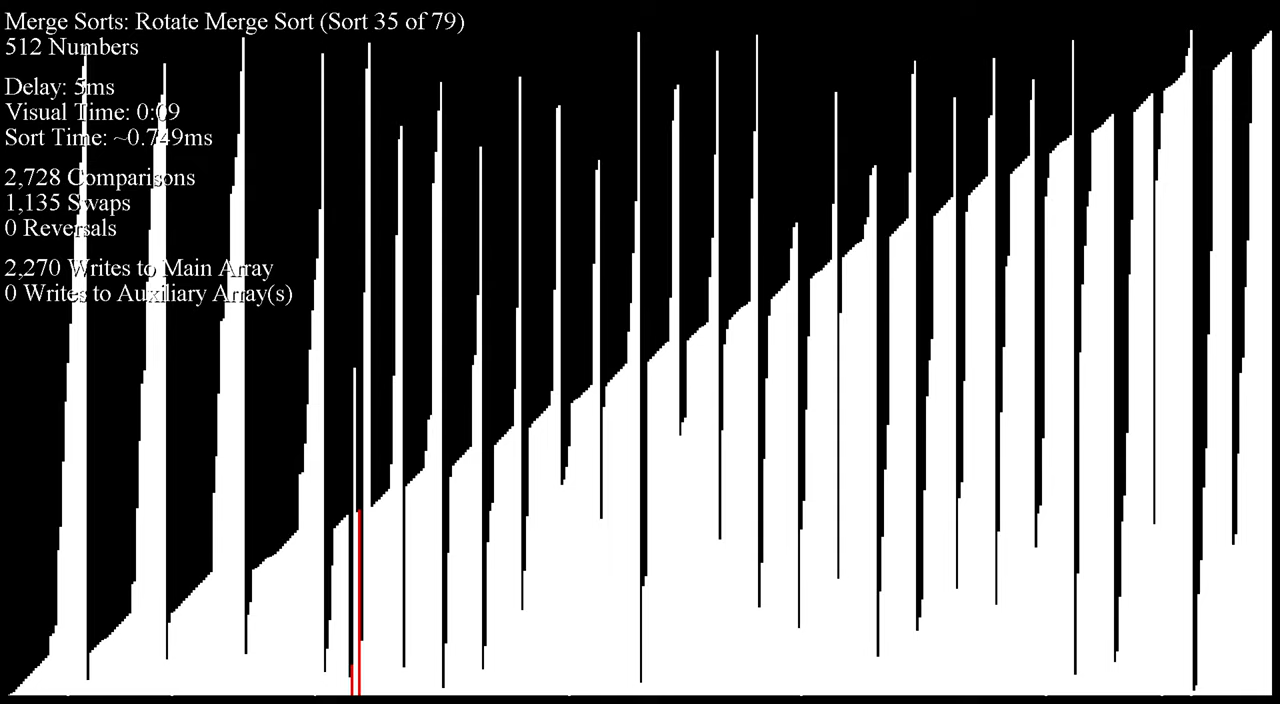 Merge Sorts: Rotate Merge Sort (Sort 35 of 79)
512 Numbers
Delay: 5ms
Visual Time: 0:09
Sort Time: ~0.749ms
2,728 Comparisons
1,135 Swaps
0 Reversals
2,270 Writes to Main Array
0 Writes to Auxiliary Array(s)